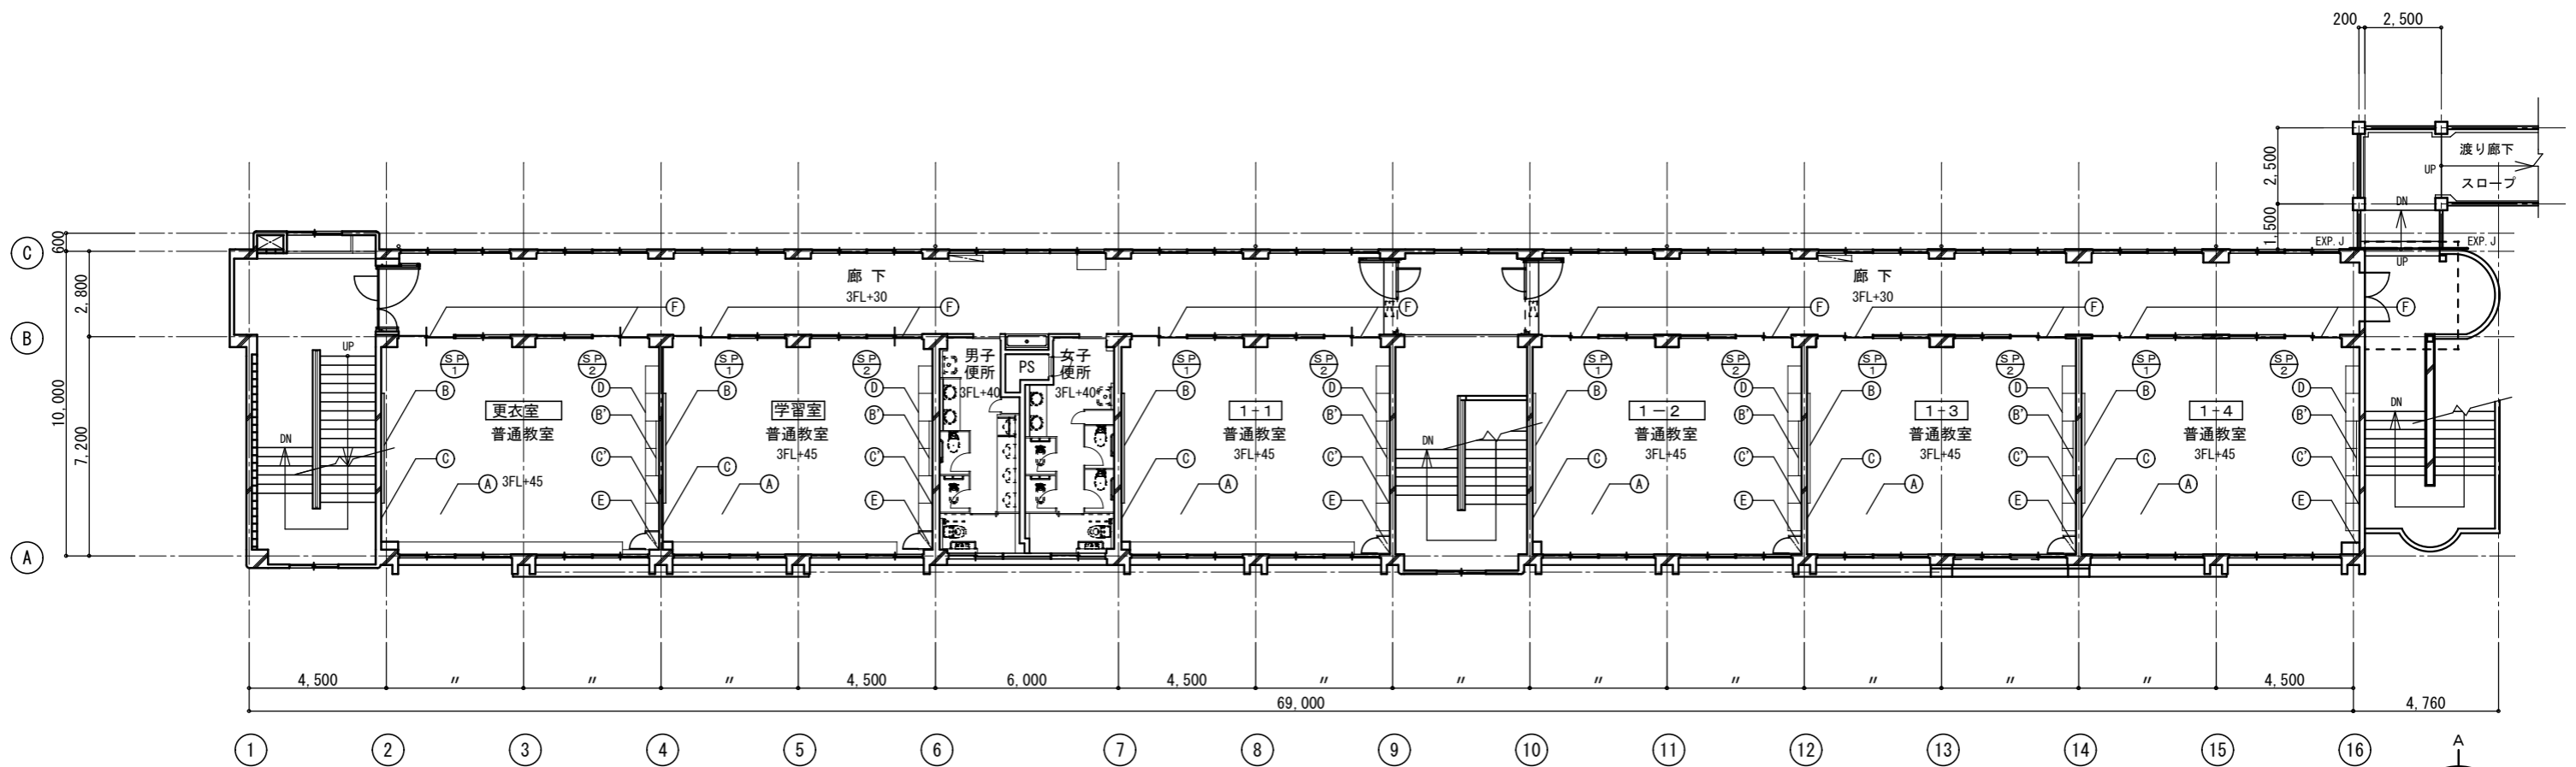 200 2,500
2,500
1,500
渡り廊下
UP
スロープ
DN
EXP.J EXP.J
UP
C
B
A
600
2,800
10,000
7,200
廊 下
3FL+30
廊 下
3FL+30
F F F F F F
UP
DN
SP
1
SP
2
B
D
B'
更衣室
普通教室
C
C'
A
3FL+45
E
SP
1
SP
2
B
D
B'
学習室
普通教室
3FL+45
C
C'
A
E
男子
便所
3FL+40
PS
女子
便所
3FL+40
SP
1
SP
2
B
D
B'
1-1
普通教室
3FL+45
C
C'
A
E
DN
SP
1
SP
2
B
D
B'
1-2
普通教室
3FL+45
C
C'
A
E
SP
1
SP
2
B
D
B'
1-3
普通教室
3FL+45
C
C'
A
E
SP
1
SP
2
B
D
B'
1-4
普通教室
3FL+45
C
C'
A
E
DN
4,500 〃 〃 〃 4,500 6,000 4,500 〃 〃 〃 〃 〃 〃 〃 4,500
69,000 4,760
1 2 3 4 5 6 7 8 9 10 11 12 13 14 15 16
A